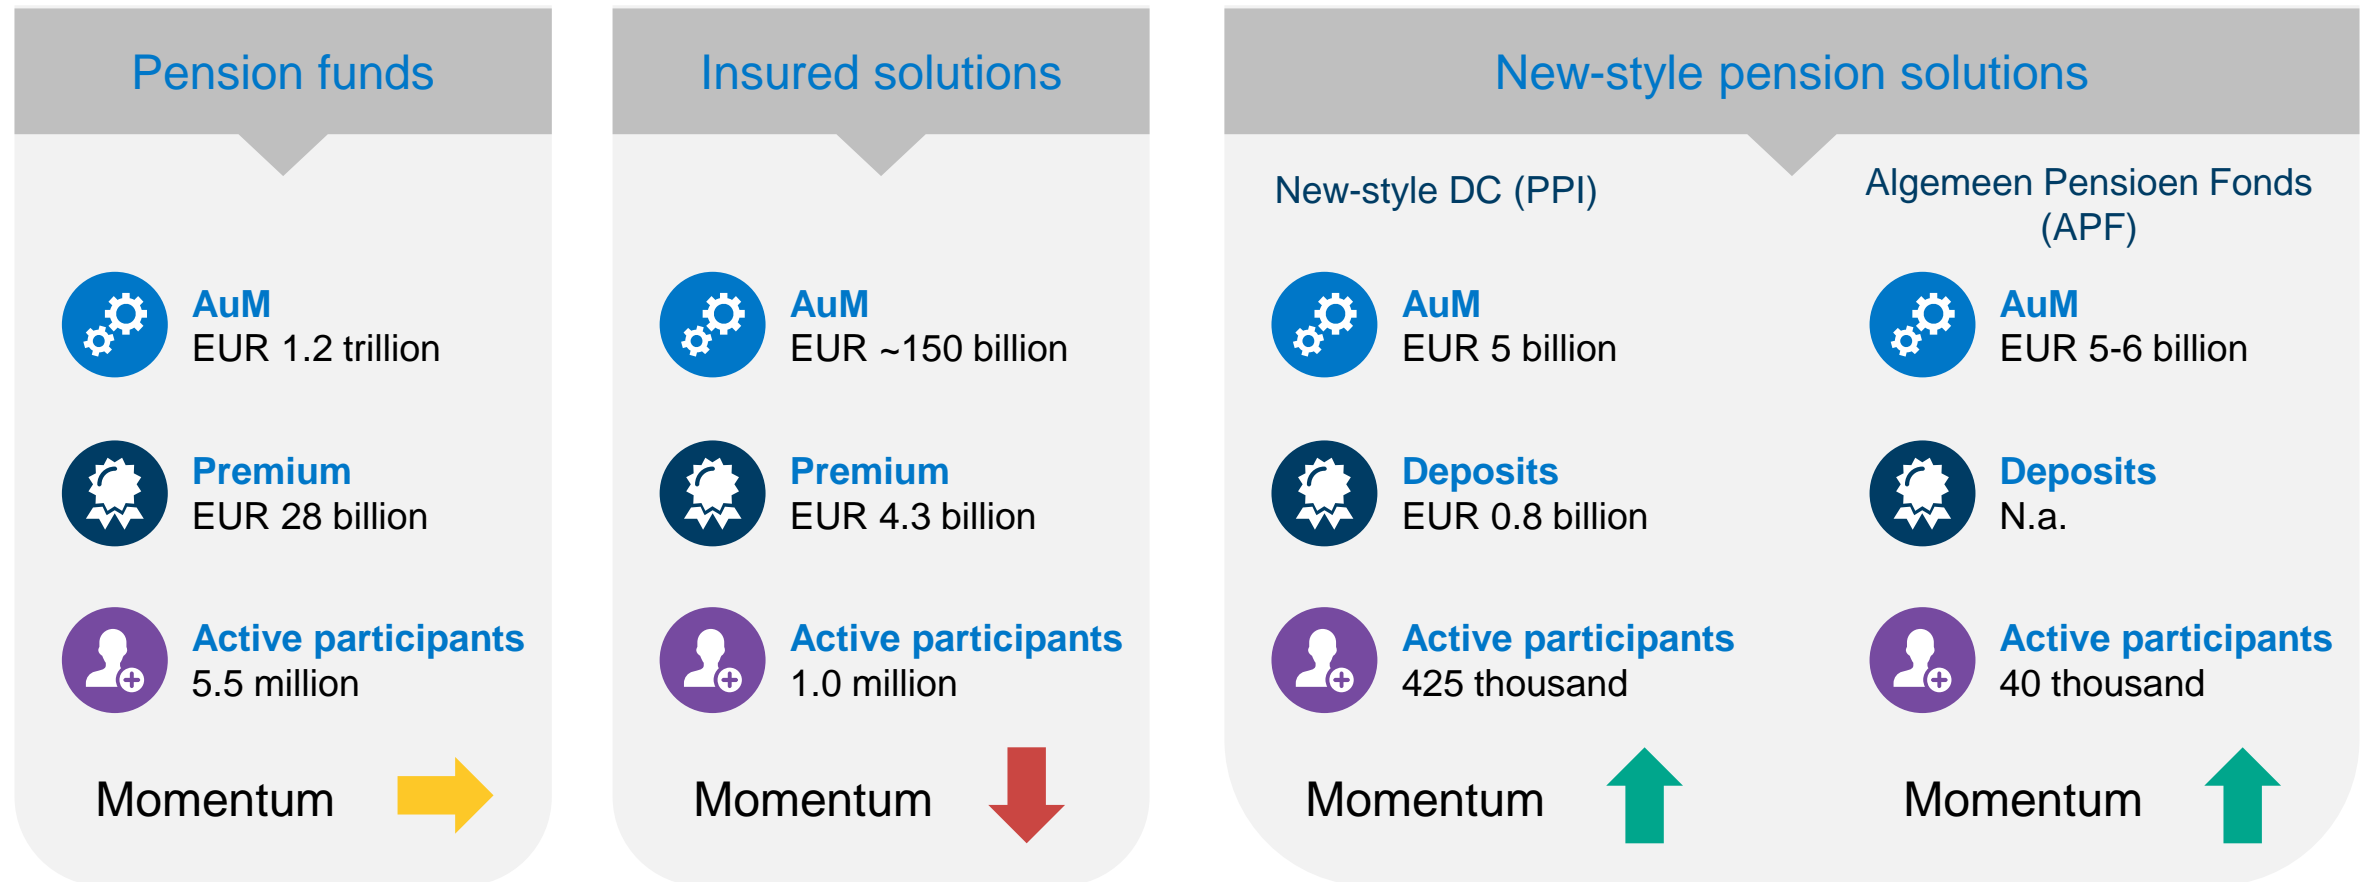 Pension funds
AuM
EUR 1.2 trillion
Premium
EUR 28 billion
Active participants
5.5 million
Momentum
Insured solutions
AuM
EUR ~150 billion
Premium
EUR 4.3 billion
Active participants
1.0 million
Momentum
New-style pension solutions
New-style DC (PPI)
AuM
EUR 5 billion
Deposits
EUR 0.8 billion
Active participants
425 thousand
Momentum
Algemeen Pensioen Fonds
(APF)
AuM
EUR 5-6 billion
Deposits
N.a.
Active participants
40 thousand
Momentum